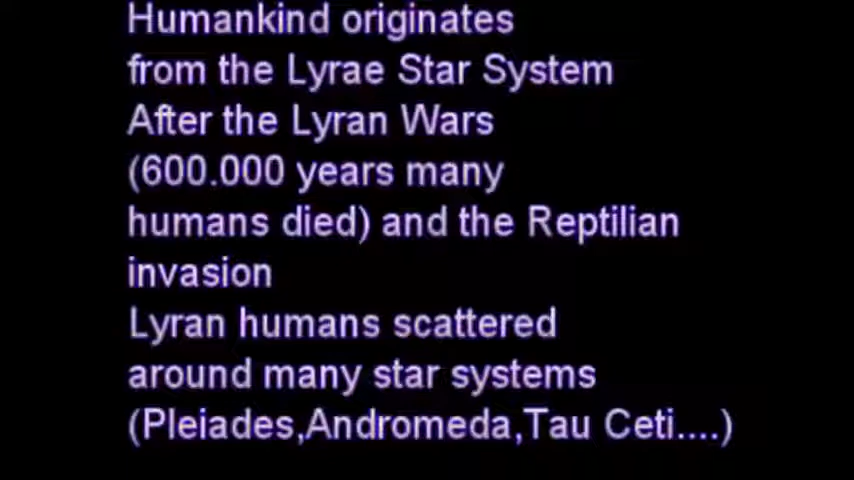 Humankind originates
from the Lyrae Star System
After the Lyran Wars
(600.000 years many
humans died) and the Reptilian
invasion
Lyran humans scattered
around many star systems
(Pleiades,Andromeda,Tau Ceti....)